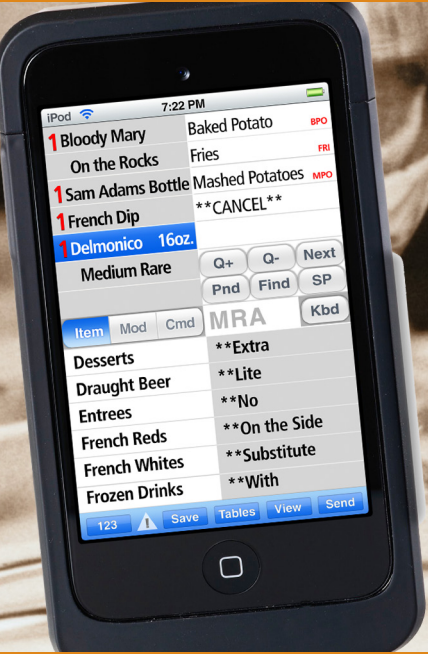 iPod 7:22 PM
1 Bloody Mary
On the Rocks
1 Sam Adams Bottle
1 French Dip
1 Delmonico 16oz.
Medium Rare
Baked Potato BPO
Fries FRI
Mashed Potatoes MPO
**CANCEL**
Q+ Q- Next
Pnd Find SP
Item Mod Cmd
MRA Kbd
Desserts
Draught Beer
Entrees
French Reds
French Whites
Frozen Drinks
**Extra
**Lite
**No
**On the Side
**Substitute
**With
123 Save Tables View Send